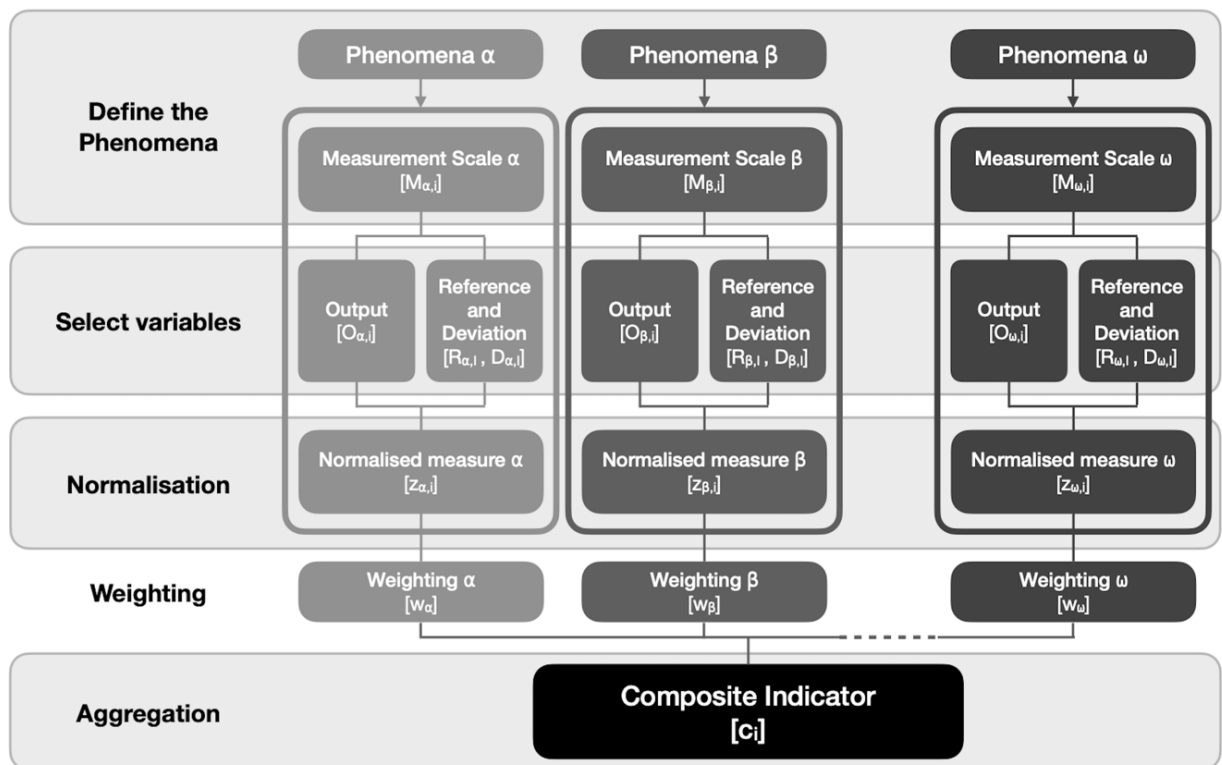 Phenomena α
Phenomena β
Phenomena ω
Define the
Phenomena
Measurement Scale α
[Mα,i]
Measurement Scale β
[Mβ,i]
Measurement Scale ω
[Mω,i]
Select variables
Output
[Oα,i]
Reference
and
Deviation
[Rα,I , Dα,I]
Output
[Oβ,i]
Reference
and
Deviation
[Rβ,I , Dβ,I]
Output
[Oω,i]
Reference
and
Deviation
[Rω,I , Dω,I]
Normalisation
Normalised measure α
[zα,i]
Normalised measure β
[zβ,i]
Normalised measure ω
[zω,i]
Weighting
Weighting α
[wα]
Weighting β
[wβ]
Weighting ω
[wω]
Aggregation
Composite Indicator
[ci]